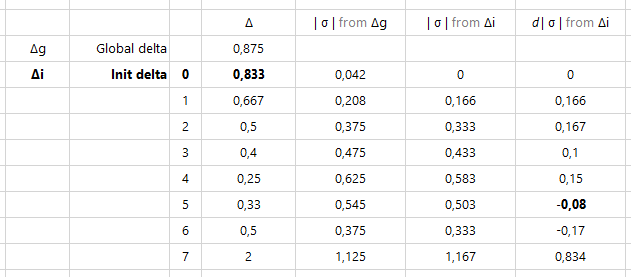 Δ | σ | from Δg | σ | from Δi d| σ | from Δi
Δg Global delta 0,875
Δi Init delta 0 0,833 0,042 0 0
1 0,667 0,208 0,166 0,166
2 0,5 0,375 0,333 0,167
3 0,4 0,475 0,433 0,1
4 0,25 0,625 0,583 0,15
5 0,33 0,545 0,503 -0,08
6 0,5 0,375 0,333 -0,17
7 2 1,125 1,167 0,834